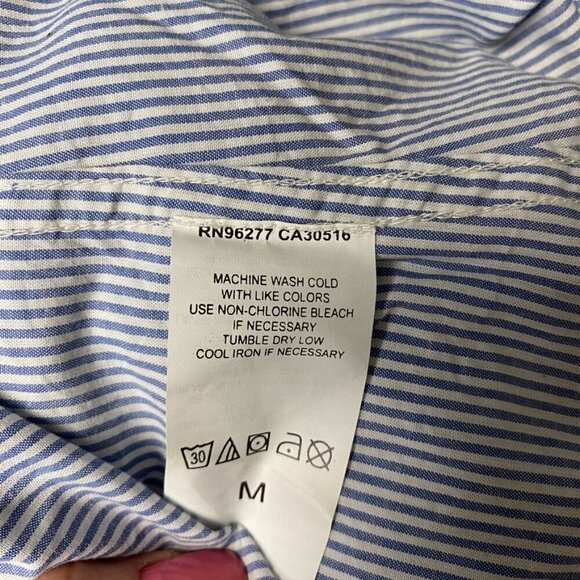 RN96277 CA30516
MACHINE WASH COLD
WITH LIKE COLORS
USE NON-CHLORINE BLEACH
IF NECESSARY
TUMBLE DRY LOW
COOL IRON IF NECESSARY
30
M